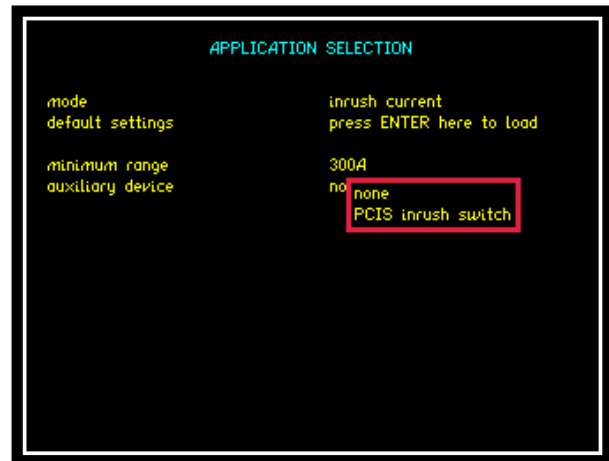 APPLICATION SELECTION
mode inrush current
default settings press ENTER here to load
minimum range 300A
auxiliary device no
none
PCIS inrush switch